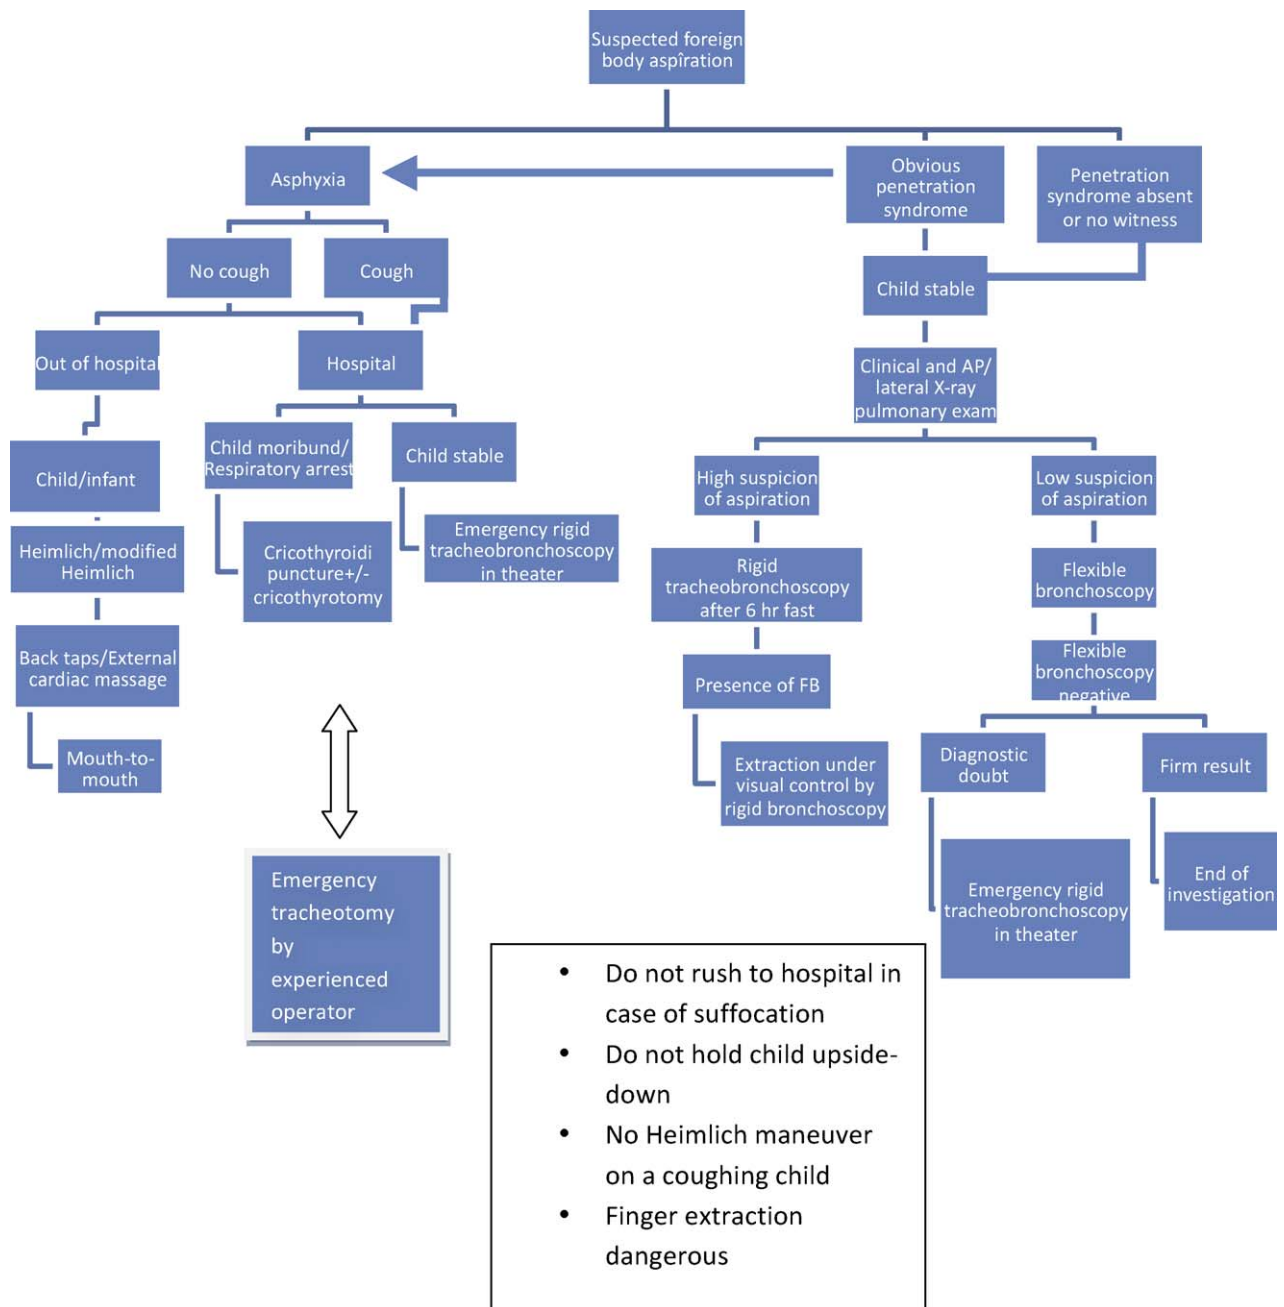 Suspected foreign
body aspîration
Asphyxia
Obvious
penetration
syndrome
Penetration
syndrome absent
or no witness
No cough
Cough
Child stable
Out of hospital
Hospital
Clinical and AP/
lateral X-ray
pulmonary exam
Child/infant
Child moribund/
Respiratory arrest
Child stable
High suspicion
of aspiration
Low suspicion
of aspiration
Heimlich/modified
Heimlich
Cricothyroidi
puncture+/-
cricothyrotomy
Emergency rigid
tracheobronchoscopy
in theater
Rigid
tracheobronchoscopy
after 6 hr fast
Flexible
bronchoscopy
Back taps/External
cardiac massage
Presence of FB
Flexible
bronchoscopy
negative
Mouth-to-
mouth
Extraction under
visual control by
rigid bronchoscopy
Diagnostic
doubt
Firm result
Emergency
tracheotomy
by
experienced
operator
Emergency rigid
tracheobronchoscopy
in theater
End of
investigation
• Do not rush to hospital in
case of suffocation
• Do not hold child upside-
down
• No Heimlich maneuver
on a coughing child
• Finger extraction
dangerous